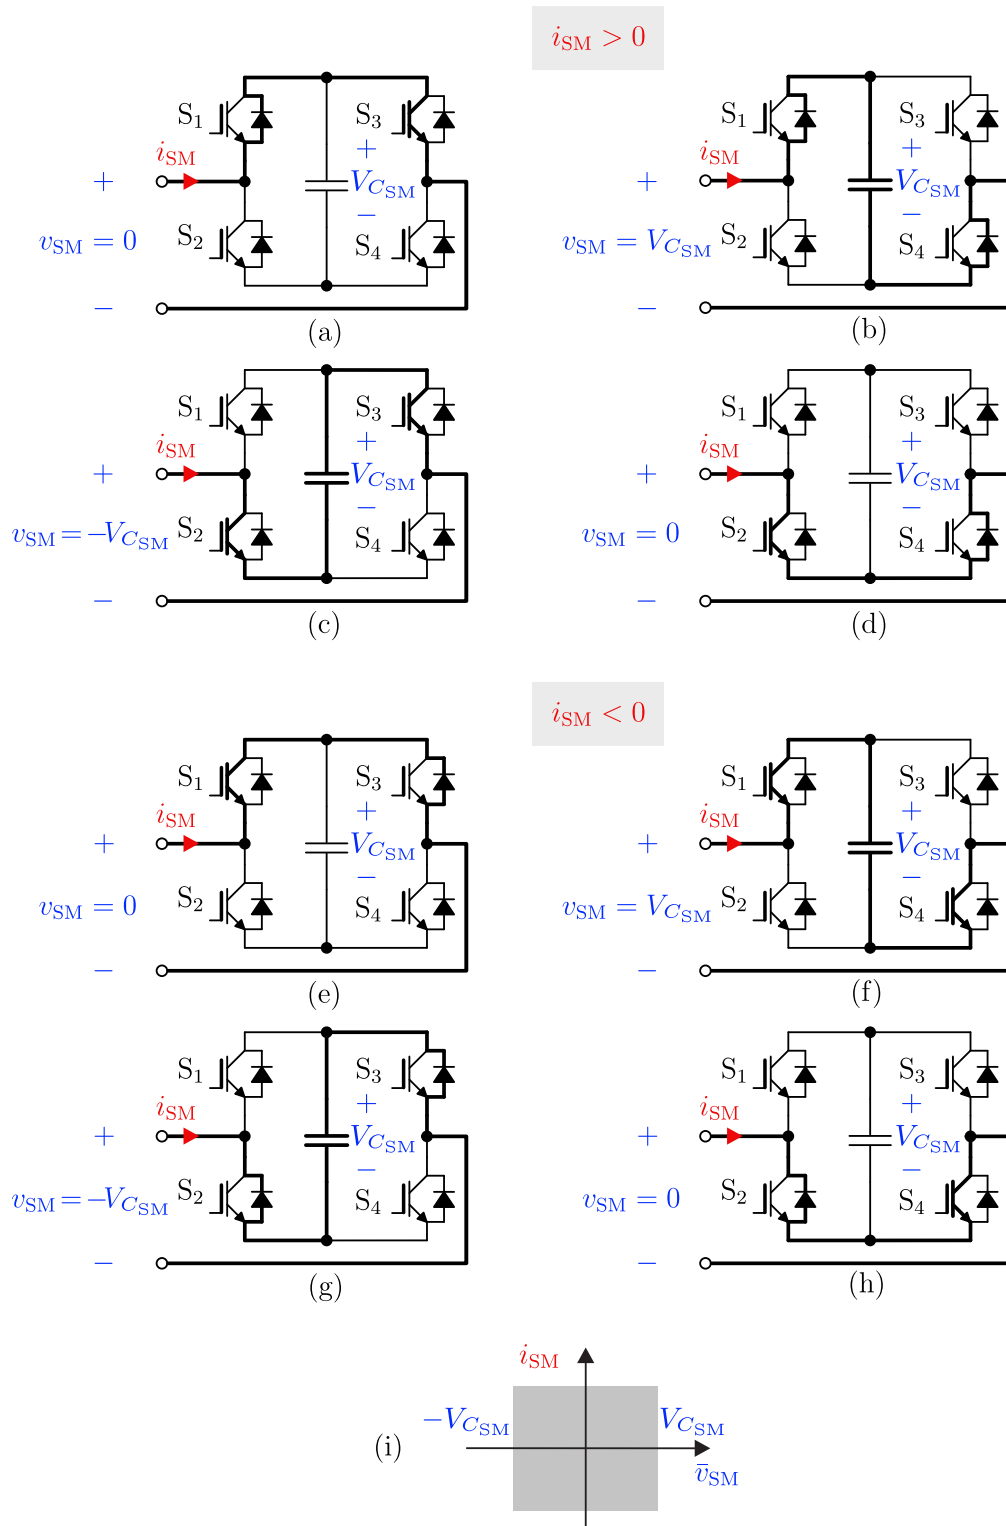 i_SM > 0
S1 S3 S1 S3
i_SM + i_SM +
+ V_C_SM + V_C_SM
v_SM = 0 S2 − S4 v_SM = V_C_SM S2 − S4
− −
(a) (b)
S1 S3 S1 S3
i_SM + i_SM +
+ V_C_SM + V_C_SM
v_SM = −V_C_SM S2 − S4 v_SM = 0 S2 − S4
− −
(c) (d)
i_SM < 0
S1 S3 S1 S3
i_SM + i_SM +
+ V_C_SM + V_C_SM
v_SM = 0 S2 − S4 v_SM = V_C_SM S2 − S4
− −
(e) (f)
S1 S3 S1 S3
i_SM + i_SM +
+ V_C_SM + V_C_SM
v_SM = −V_C_SM S2 − S4 v_SM = 0 S2 − S4
− −
(g) (h)
i_SM
−V_C_SM V_C_SM
(i)
v̄_SM